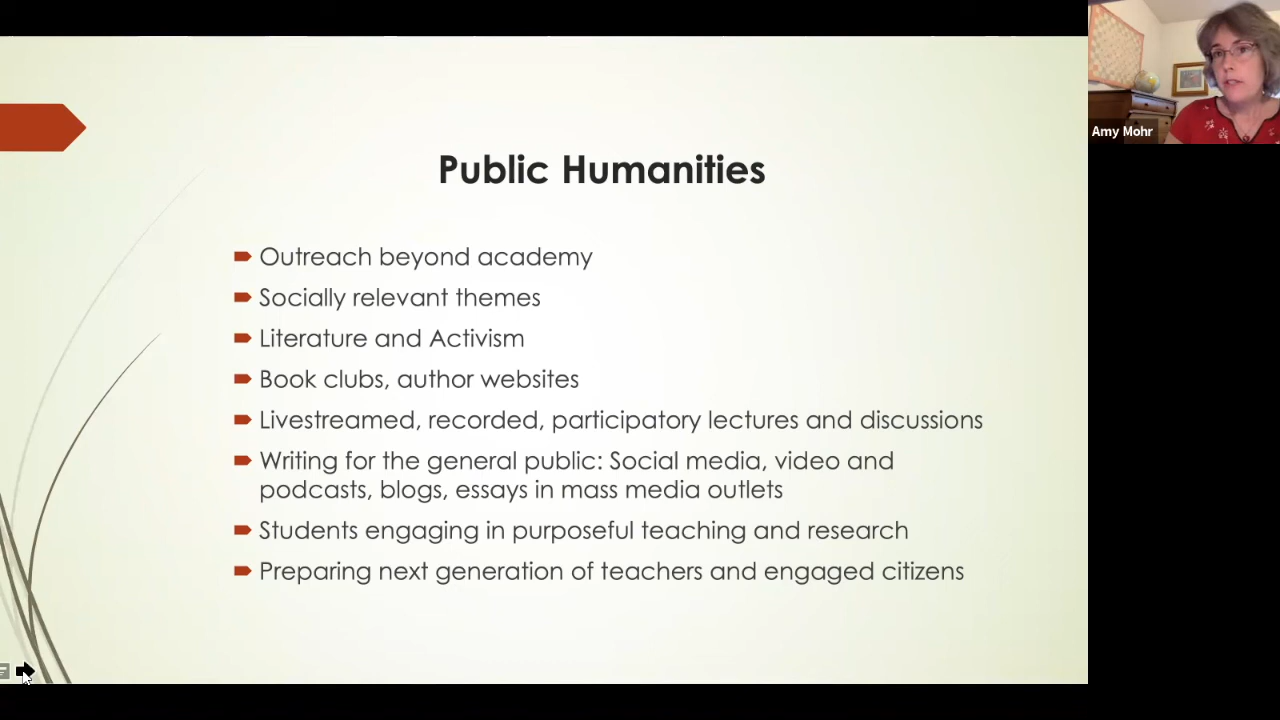 Amy Mohr
Public Humanities
Outreach beyond academy
Socially relevant themes
Literature and Activism
Book clubs, author websites
Livestreamed, recorded, participatory lectures and discussions
Writing for the general public: Social media, video and
podcasts, blogs, essays in mass media outlets
Students engaging in purposeful teaching and research
Preparing next generation of teachers and engaged citizens